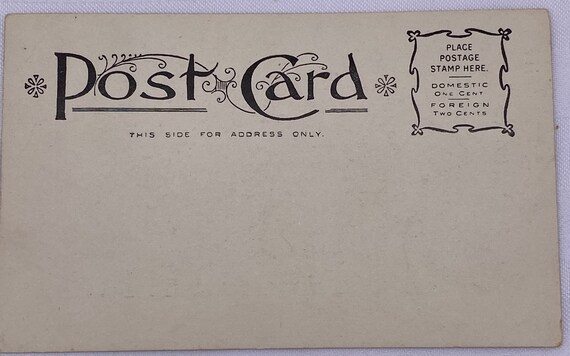 Post Card
THIS SIDE FOR ADDRESS ONLY.
PLACE
POSTAGE
STAMP HERE.
DOMESTIC
ONE CENT
FOREIGN
TWO CENTS